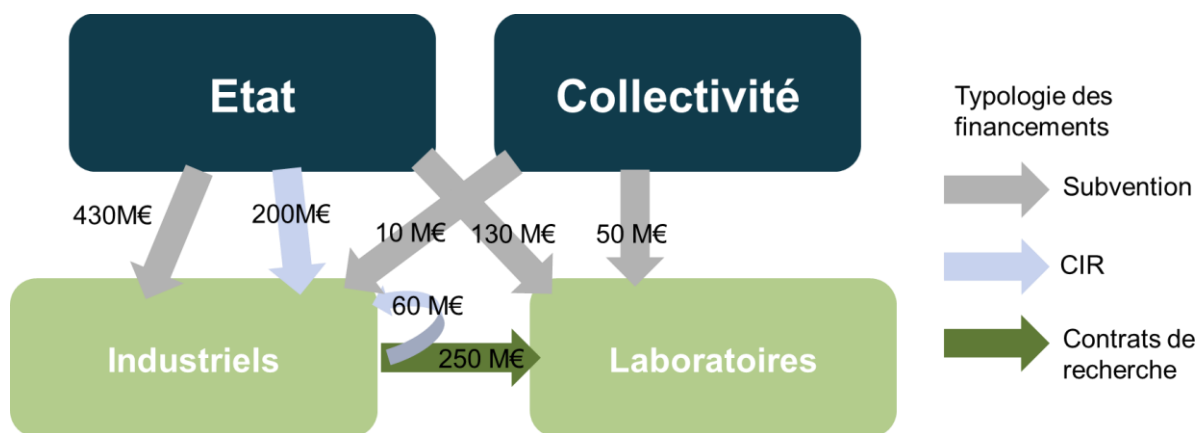 Etat
Collectivité
Typologie des
financements
Subvention
430M€
200M€
10 M€
130 M€
50 M€
CIR
60 M€
Industriels
250 M€
Laboratoires
Contrats de
recherche